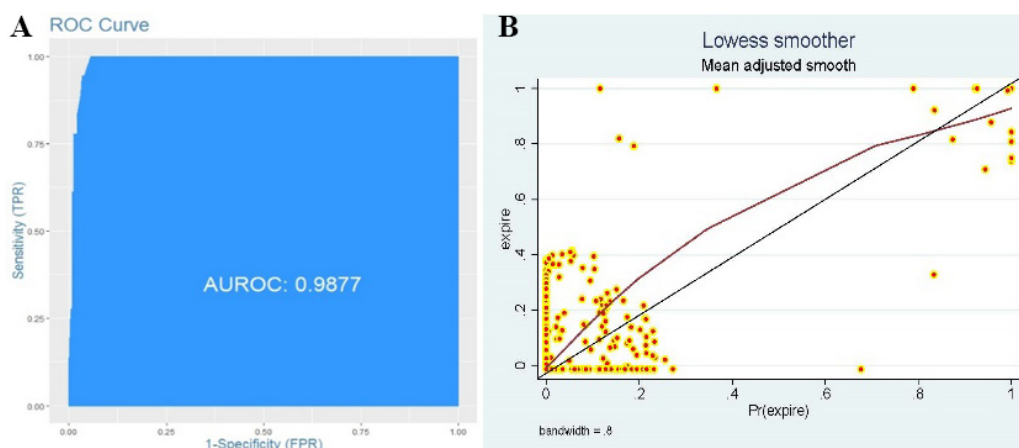 A
ROC Curve
1.00
0.75
0.50
0.25
0.00
Sensitivity (TPR)
AUROC: 0.9877
0.00
0.25
0.50
0.75
1.00
1-Specificity (FPR)
B
Lowess smoother
Mean adjusted smooth
1
.8
.6
.4
.2
0
expire
0
.2
.4
.6
.8
1
Pr(expire)
bandwidth = .8